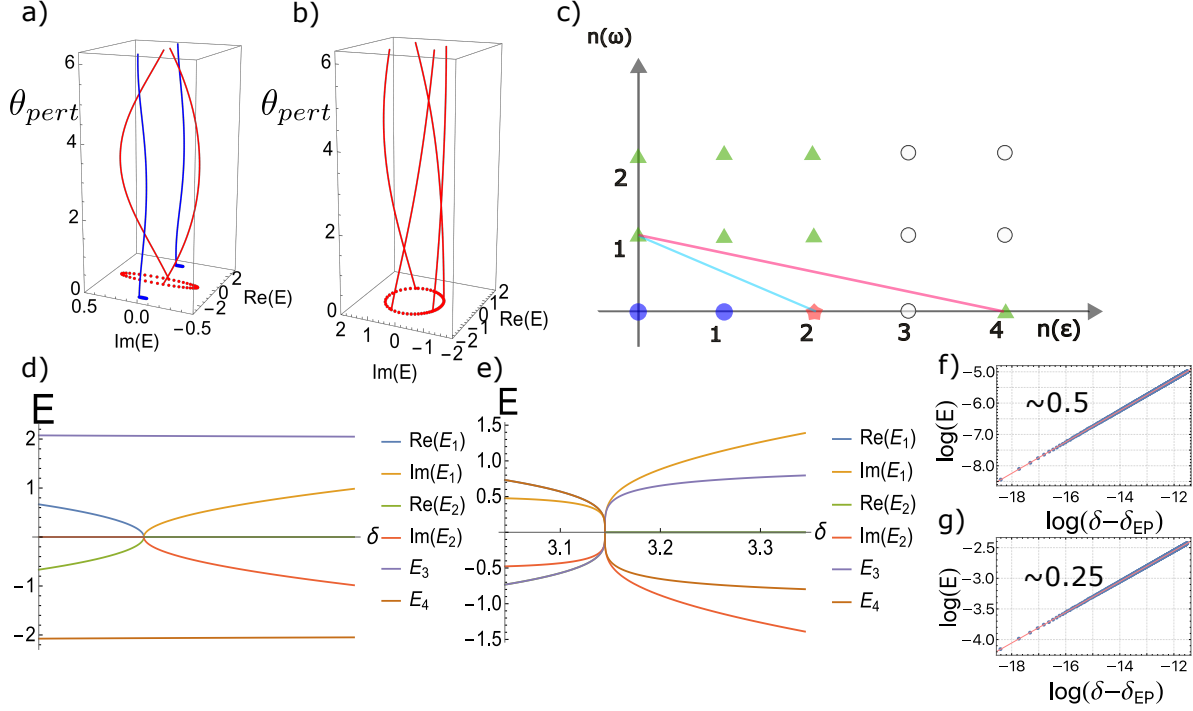 a)
6
4
2
0
θpert
0.5
0.0
−0.5
Im(E)
−2
0
2
Re(E)
b)
6
4
2
0
θpert
2
1
0
−1
−2
Im(E)
−2
−1
0
1
2
Re(E)
c)
n(ω)
2
1
1
2
3
4
n(ε)
d)
E
2
1
−1
−2
δ
Re(E1)
Im(E1)
Re(E2)
Im(E2)
E3
E4
e)
E
1.5
1.0
0.5
−0.5
−1.0
−1.5
3.1
3.2
3.3
δ
Re(E1)
Im(E1)
Re(E2)
Im(E2)
E3
E4
f)
log(E)
−5.0
−6.0
−7.0
−8.0
~0.5
−18
−16
−14
−12
log(δ−δEP)
g)
log(E)
−2.5
−3.0
−3.5
−4.0
~0.25
−18
−16
−14
−12
log(δ−δEP)